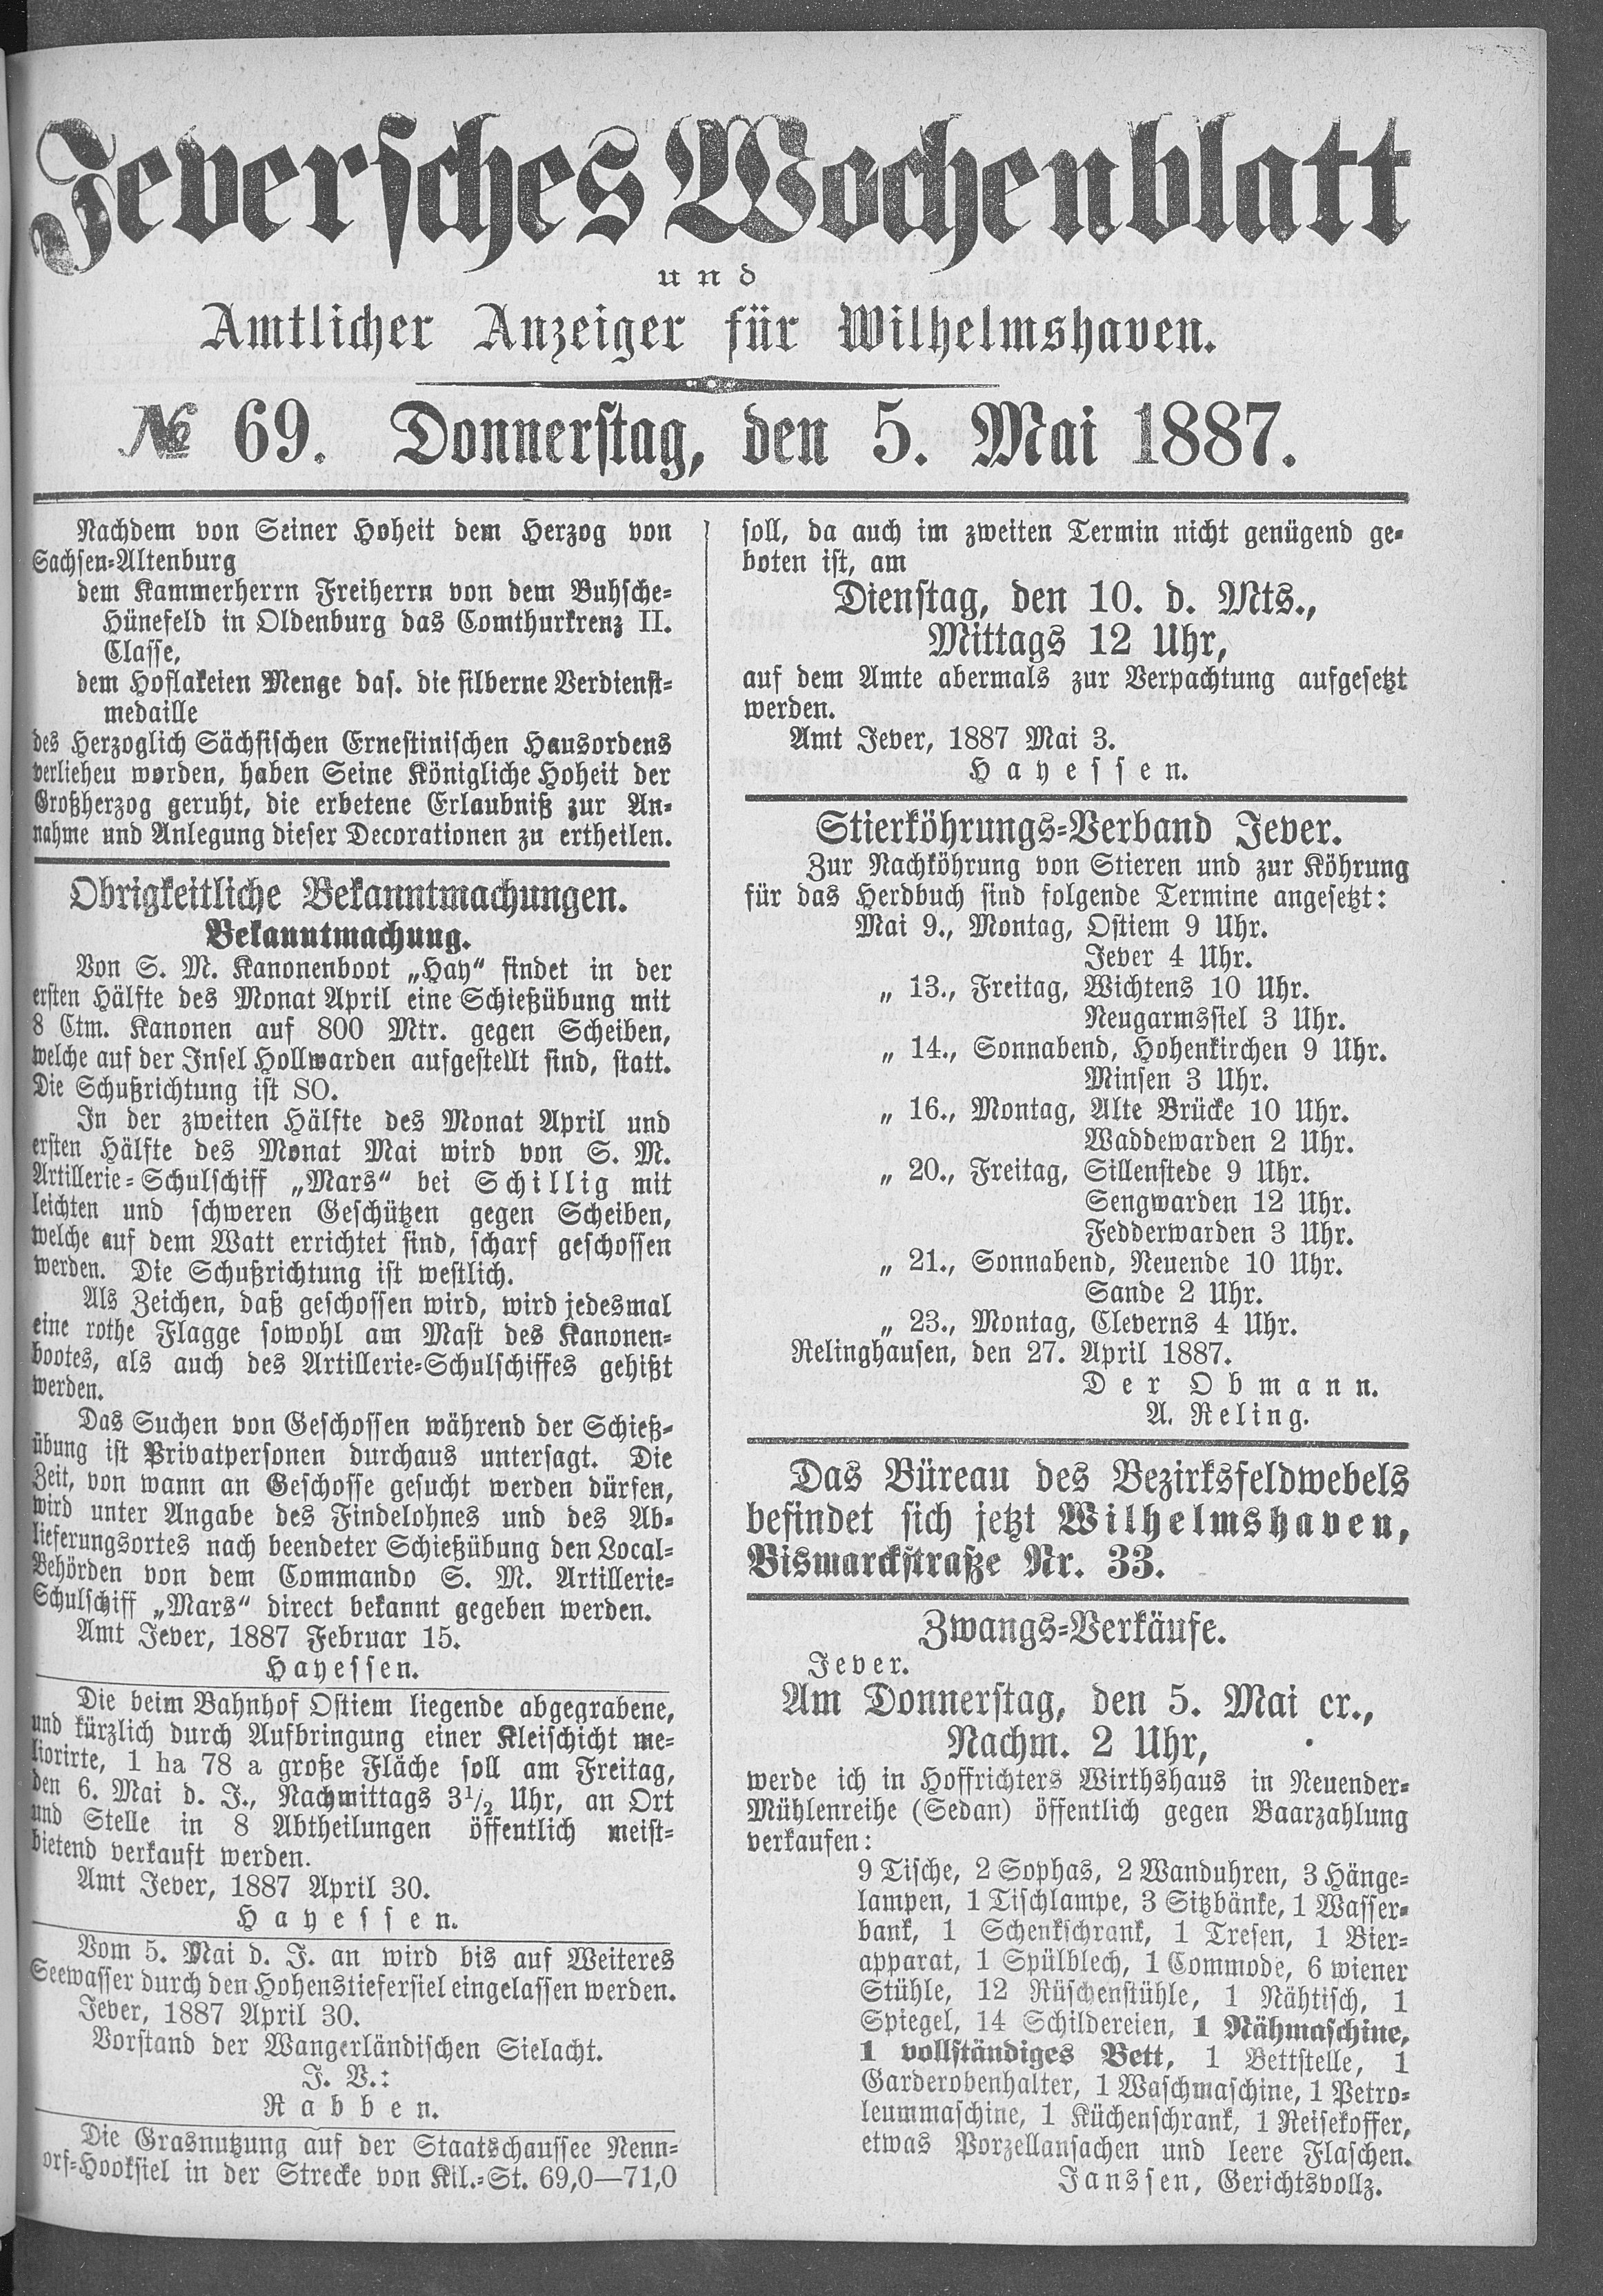 Jeversches Wochenblatt
und
Amtlicher Anzeiger für Wilhelmshaven.
№ 69. Donnerstag, den 5. Mai 1887.
Nachdem von Seiner Hoheit dem Herzog von
Sachsen-Altenburg
dem Kammerherrn Freiherrn von dem Buhsche-
Hünefeld in Oldenburg das Comthurkrenz II.
Classe,
dem Hoflakeien Menge das. die silberne Verdienst-
medaille
des Herzoglich Sächsischen Ernestinischen Hausordens
verliehen worden, haben Seine Königliche Hoheit der
Großherzog geruht, die erbetene Erlaubniß zur An-
nahme und Anlegung dieser Decorationen zu ertheilen.
Obrigkeitliche Bekanntmachungen.
Bekanntmachung.
Von S. M. Kanonenboot „Hay“ findet in der
ersten Hälfte des Monat April eine Schießübung mit
8 Ctm. Kanonen auf 800 Mtr. gegen Scheiben,
welche auf der Insel Hollwarden aufgestellt sind, statt.
Die Schußrichtung ist SO.
In der zweiten Hälfte des Monat April und
ersten Hälfte des Monat Mai wird von S. M.
Artillerie-Schulschiff „Mars“ bei Schillig mit
leichten und schweren Geschützen gegen Scheiben,
welche auf dem Watt errichtet sind, scharf geschossen
werden. Die Schußrichtung ist westlich.
Als Zeichen, daß geschossen wird, wird jedesmal
eine rothe Flagge sowohl am Mast des Kanonen-
bootes, als auch des Artillerie-Schulschiffes gehißt
werden.
Das Suchen von Geschossen während der Schieß-
übung ist Privatpersonen durchaus untersagt. Die
Zeit, von wann an Geschosse gesucht werden dürfen,
wird unter Angabe des Findelohnes und des Ab-
lieferungsortes nach beendeter Schießübung den Local-
Behörden von dem Commando S. M. Artillerie-
Schulschiff „Mars“ direct bekannt gegeben werden.
Amt Jever, 1887 Februar 15.
Hayessen.
Die beim Bahnhof Ostiem liegende abgegrabene,
und kürzlich durch Aufbringung einer Kleischicht me-
liorirte, 1 ha 78 a große Fläche soll am Freitag,
den 6. Mai d. J., Nachmittags 3½ Uhr, an Ort
und Stelle in 8 Abtheilungen öffentlich meist-
bietend verkauft werden.
Amt Jever, 1887 April 30.
Hayessen.
Vom 5. Mai d. J. an wird bis auf Weiteres
Seewasser durch den Hohenstiefersiel eingelassen werden.
Jever, 1887 April 30.
Vorstand der Wangerländischen Sielacht.
J. V.:
Rabben.
Die Grasnutzung auf der Staatschaussee Nenn-
orf-Hooksiel in der Strecke von Kil.-St. 69,0—71,0
soll, da auch im zweiten Termin nicht genügend ge-
boten ist, am
Dienstag, den 10. d. Mts.,
Mittags 12 Uhr,
auf dem Amte abermals zur Verpachtung aufgesetzt
werden.
Amt Jever, 1887 Mai 3.
Hayessen.
Stierköhrungs-Verband Jever.
Zur Nachköhrung von Stieren und zur Köhrung
für das Herdbuch sind folgende Termine angesetzt:
Mai 9., Montag, Ostiem 9 Uhr.
Jever 4 Uhr.
„ 13., Freitag, Wichtens 10 Uhr.
Neugarmssiel 3 Uhr.
„ 14., Sonnabend, Hohenkirchen 9 Uhr.
Minsen 3 Uhr.
„ 16., Montag, Alte Brücke 10 Uhr.
Waddewarden 2 Uhr.
„ 20., Freitag, Sillenstede 9 Uhr.
Sengwarden 12 Uhr.
Fedderwarden 3 Uhr.
„ 21., Sonnabend, Neuende 10 Uhr.
Sande 2 Uhr.
„ 23., Montag, Cleverns 4 Uhr.
Relinghausen, den 27. April 1887.
Der Obmann.
A. Reling.
Das Büreau des Bezirksfeldwebels
befindet sich jetzt Wilhelmshaven,
Bismarckstraße Nr. 33.
Zwangs-Verkäufe.
Jever.
Am Donnerstag, den 5. Mai cr.,
Nachm. 2 Uhr,
werde ich in Hoffrichters Wirthshaus in Neuender-
Mühlenreihe (Sedan) öffentlich gegen Baarzahlung
verkaufen:
9 Tische, 2 Sophas, 2 Wanduhren, 3 Hänge-
lampen, 1 Tischlampe, 3 Sitzbänke, 1 Wasser-
bank, 1 Schenkschrank, 1 Tresen, 1 Bier-
apparat, 1 Spülblech, 1 Commode, 6 wiener
Stühle, 12 Rüschenstühle, 1 Nähtisch, 1
Spiegel, 14 Schildereien, 1 Nähmaschine,
1 vollständiges Bett, 1 Bettstelle, 1
Garderobenhalter, 1 Waschmaschine, 1 Petro-
leummaschine, 1 Küchenschrank, 1 Reisekoffer,
etwas Porzellansachen und leere Flaschen.
Janssen, Gerichtsvollz.